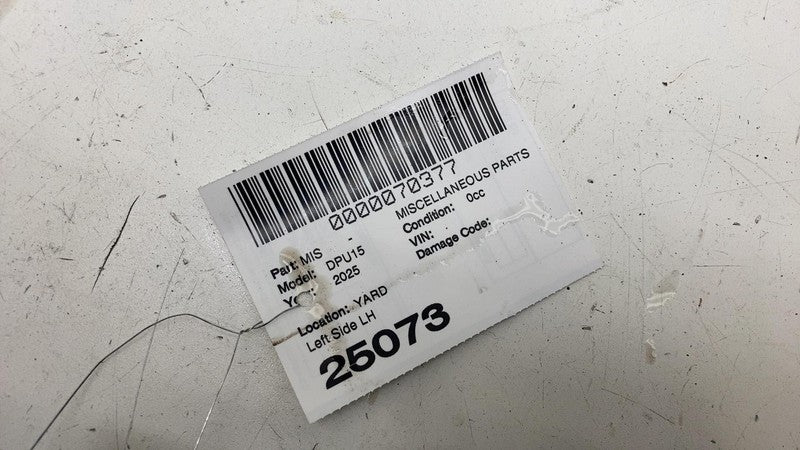 0000070377
Part: MIS - MISCELLANEOUS PARTS
Model: DPU15 Condition: 0cc
Year: 2025 VIN:
Damage Code:
Location: YARD
Left Side LH
25073